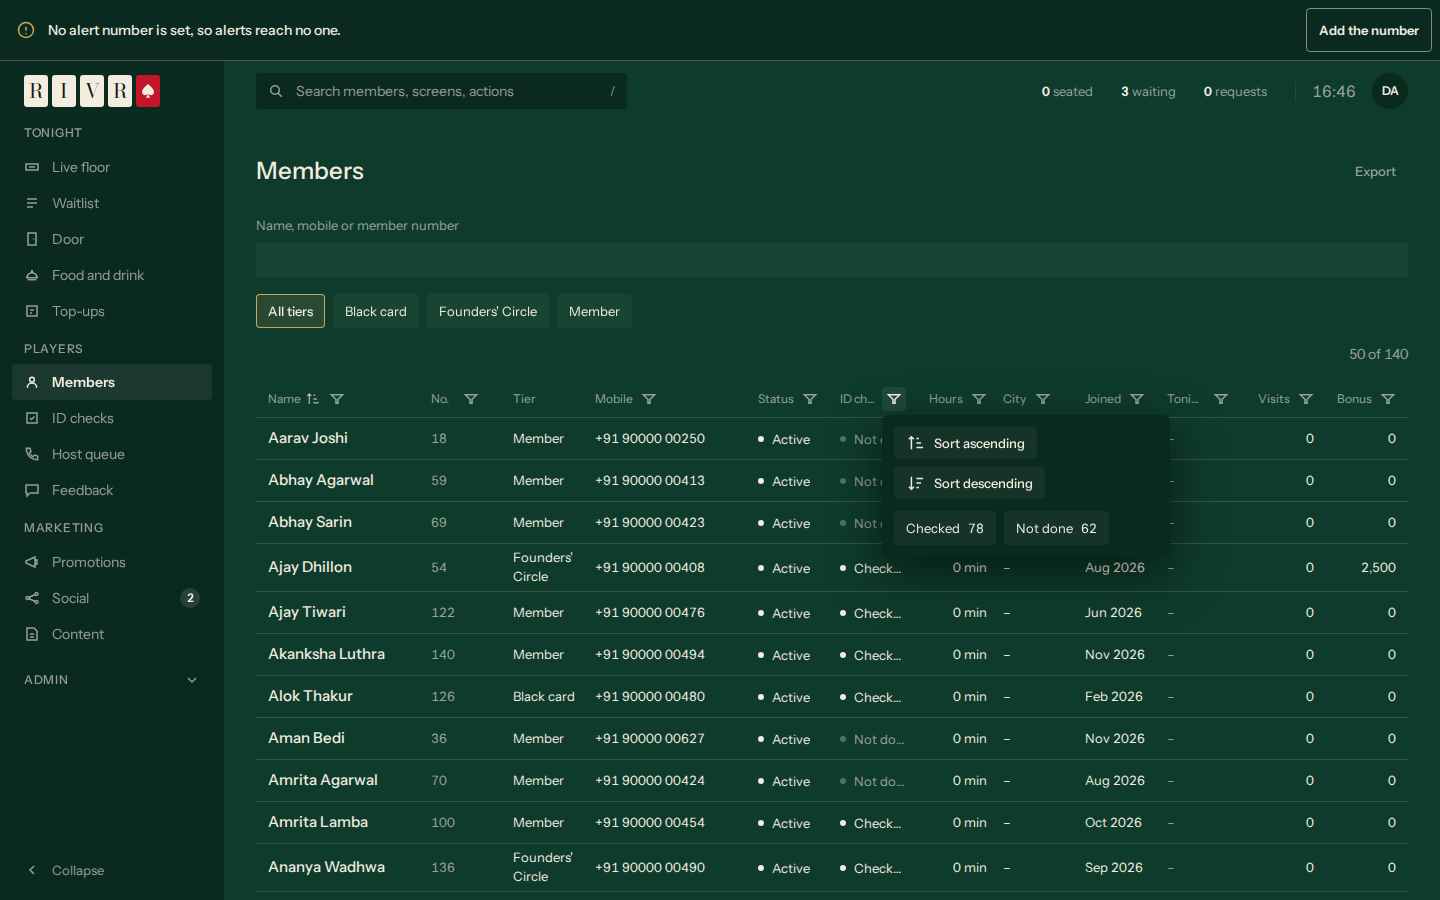 No alert number is set, so alerts reach no one.
Add the number
R I V R
Search members, screens, actions /
0 seated 3 waiting 0 requests 16:46 DA
TONIGHT
Live floor
Waitlist
Door
Food and drink
Top-ups
PLAYERS
Members
ID checks
Host queue
Feedback
MARKETING
Promotions
Social 2
Content
ADMIN
Collapse
Members
Export
Name, mobile or member number
All tiers Black card Founders' Circle Member
50 of 140
Name No. Tier Mobile Status ID ch... Hours City Joined Toni... Visits Bonus
Aarav Joshi 18 Member +91 90000 00250 Active Not – 0 0
Abhay Agarwal 59 Member +91 90000 00413 Active Not – 0 0
Abhay Sarin 69 Member +91 90000 00423 Active Not – 0 0
Sort ascending
Sort descending
Checked 78 Not done 62
Ajay Dhillon 54 Founders' Circle +91 90000 00408 Active Check... 0 min – Aug 2026 – 0 2,500
Ajay Tiwari 122 Member +91 90000 00476 Active Check... 0 min – Jun 2026 – 0 0
Akanksha Luthra 140 Member +91 90000 00494 Active Check... 0 min – Nov 2026 – 0 0
Alok Thakur 126 Black card +91 90000 00480 Active Check... 0 min – Feb 2026 – 0 0
Aman Bedi 36 Member +91 90000 00627 Active Not do... 0 min – Nov 2026 – 0 0
Amrita Agarwal 70 Member +91 90000 00424 Active Not do... 0 min – Aug 2026 – 0 0
Amrita Lamba 100 Member +91 90000 00454 Active Check... 0 min – Oct 2026 – 0 0
Ananya Wadhwa 136 Founders' Circle +91 90000 00490 Active Check... 0 min – Sep 2026 – 0 0